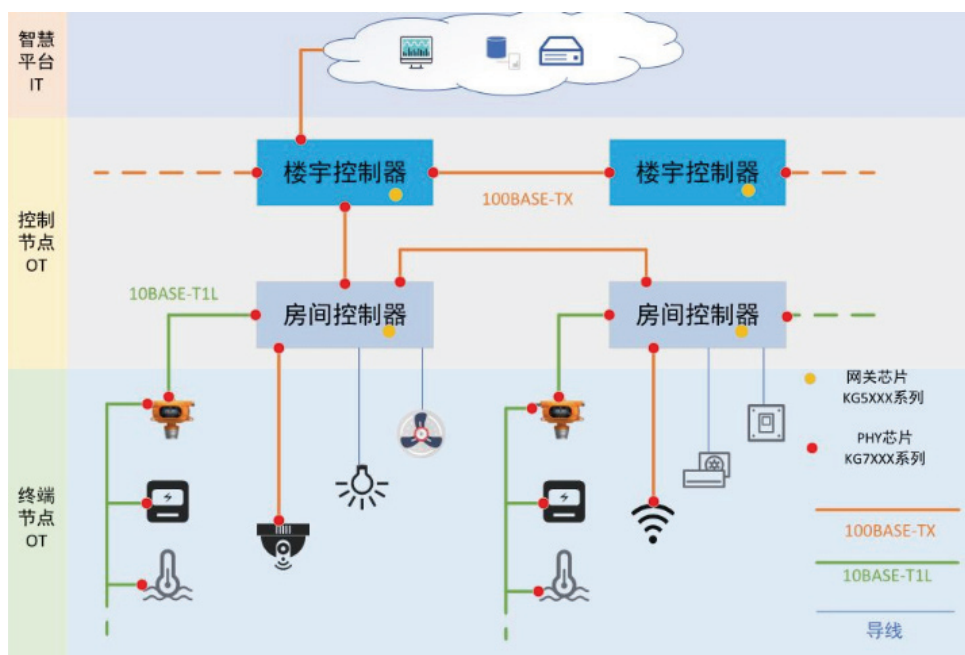 智慧
平台
IT
控制
节点
OT
终端
节点
OT
楼宇控制器
楼宇控制器
100BASE-TX
10BASE-T1L
房间控制器
房间控制器
网关芯片
KG5XXX系列
PHY芯片
KG7XXX系列
100BASE-TX
10BASE-T1L
导线